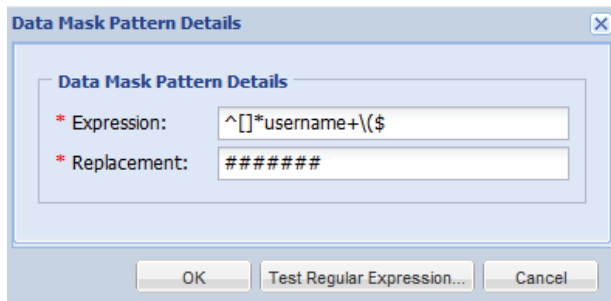 Data Mask Pattern Details
Data Mask Pattern Details
* Expression: ^[]*username+\($
* Replacement: #######
OK Test Regular Expression... Cancel